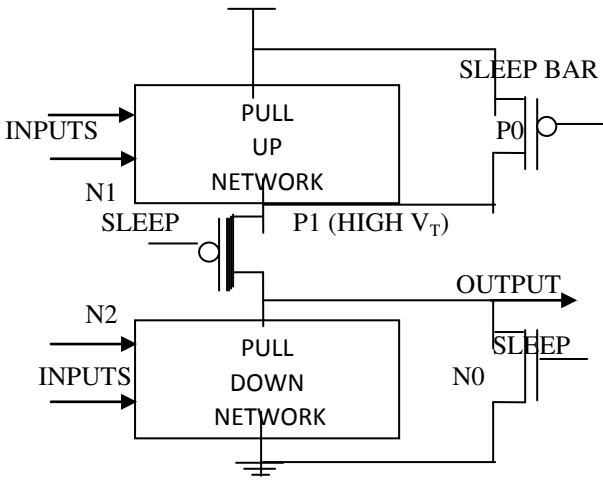 SLEEP BAR
PULL
UP
NETWORK
INPUTS
P0
N1
SLEEP
P1 (HIGH VT)
OUTPUT
N2
PULL
DOWN
NETWORK
INPUTS
SLEEP
N0